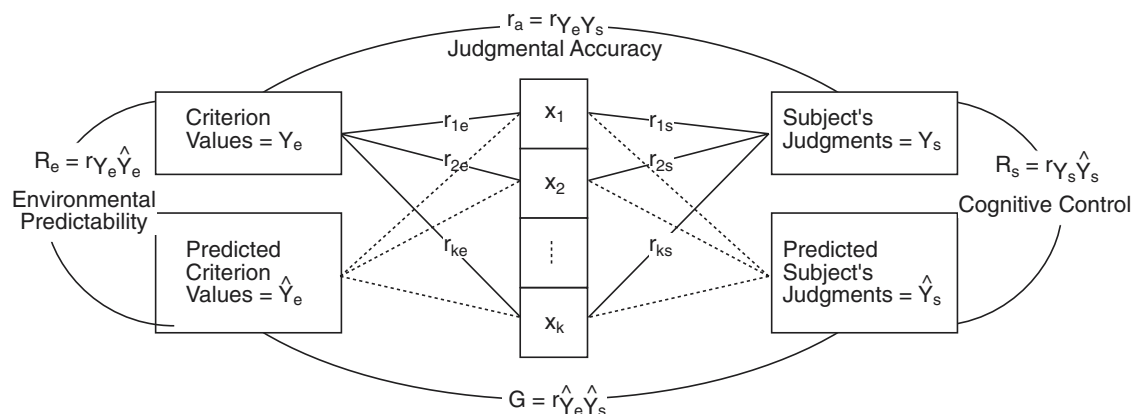 r_a = r_{Y_e Y_s}
Judgmental Accuracy
Criterion
Values = Y_e
x_1
Subject's
Judgments = Y_s
r_{1e}
r_{1s}
r_{2e}
r_{2s}
R_e = r_{Y_e Ŷ_e}
Environmental
Predictability
x_2
R_s = r_{Y_s Ŷ_s}
Cognitive Control
r_{ke}
r_{ks}
Predicted
Criterion
Values = Ŷ_e
Predicted
Subject's
Judgments = Ŷ_s
x_k
G = r_{Ŷ_e Ŷ_s}